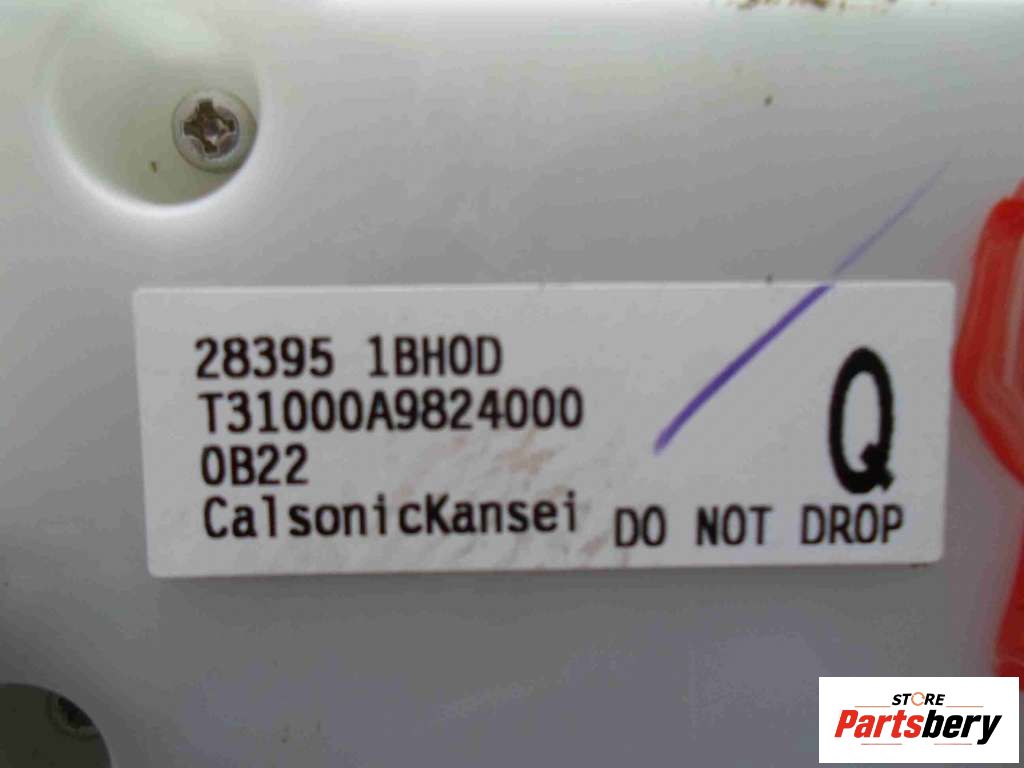 28395 1BH0D
T31000A9824000
0B22
CalsonicKansei DO NOT DROP
Q
STORE
Partsbery